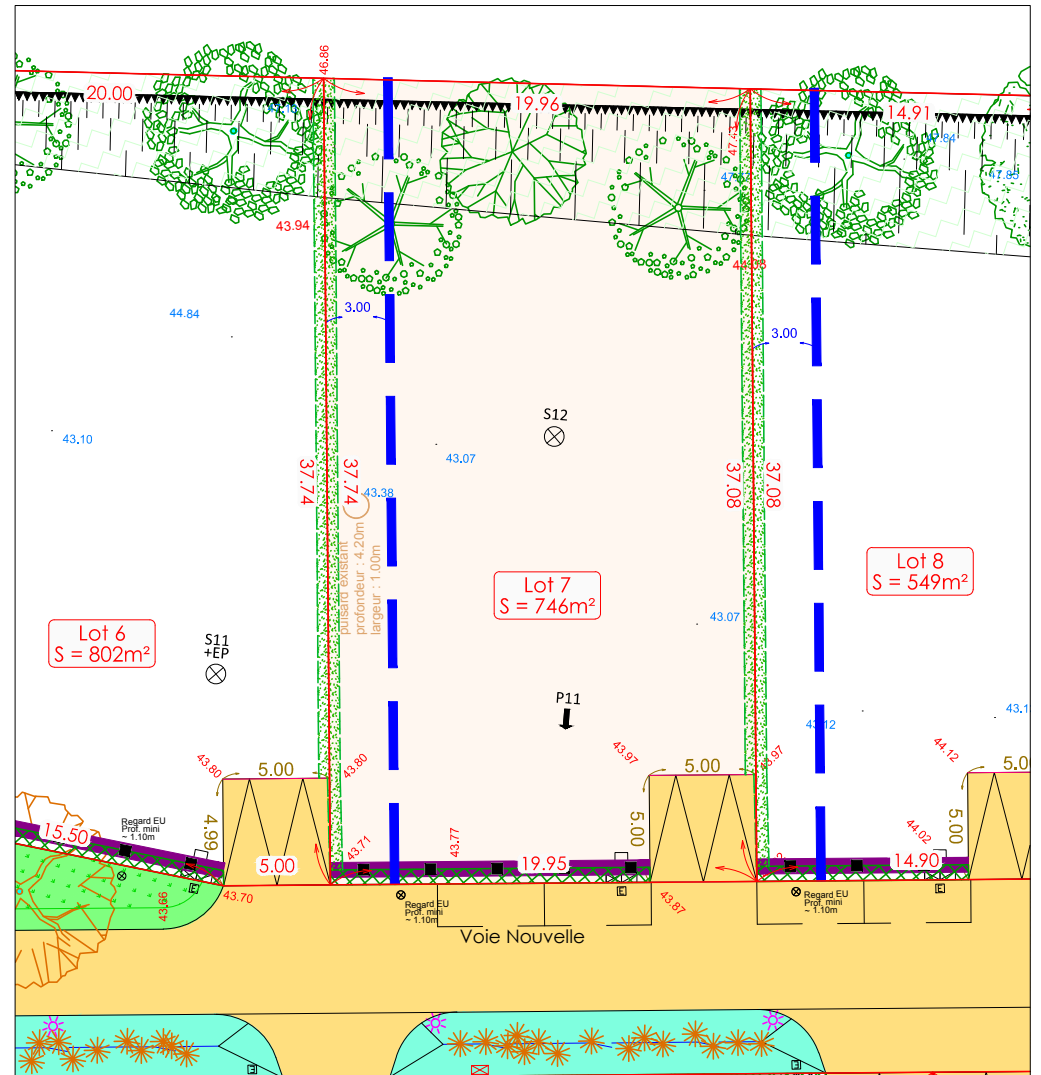 46.86
20.00
19.96
14.91
47.84
47.85
43.94
44.08
44.84
3.00
3.00
S12
43.10
43.07
37.74
37.74
43.38
37.08
37.08
puisard existant
profondeur : 4.20m
largeur : 1.00m
Lot 8
S = 549m²
Lot 7
S = 746m²
43.07
Lot 6
S = 802m²
S11
+EP
P11
43.12
43.80
5.00
43.80
43.97
5.00
43.97
44.12
4.99
5.00
5.00
Regard EU
Prof. mini
~ 1.10m
15.50
5.00
43.71
43.77
19.95
44.02
14.90
43.66
43.70
43.87
Regard EU
Prof. mini
~ 1.10m
Regard EU
Prof. mini
~ 1.10m
Voie Nouvelle